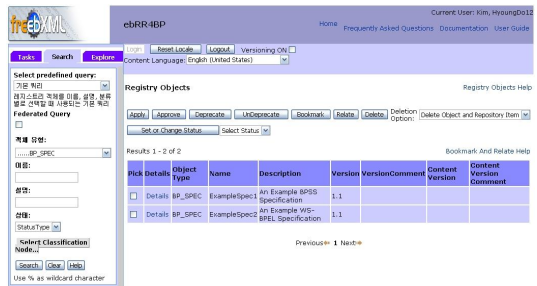 freebXML
ebRR4BP
Current User: Kim, HyoungDo12
Home Frequently Asked Questions Documentation User Guide
Tasks Search Explore
Login Reset Locale Logout Versioning ON
Content Language: English (United States)
Select predefined query:
기본 쿼리
레지스트리 객체를 이름, 설명, 분류
별로 선택할 때 사용되는 기본 쿼리
Federated Query
객체 유형:
......BP_SPEC
이름:
설명:
상태:
StatusType
Select Classification
Node...
Search Clear Help
Use % as wildcard character
Registry Objects
Registry Objects Help
Apply Approve Deprecate UnDeprecate Bookmark Relate Delete Deletion Option: Delete Object and Repository Item
Set or Change Status Select Status
Results 1 - 2 of 2
Bookmark And Relate Help
Pick Details Object Type Name Description Version VersionComment Content Version Content Version Comment
Details BP_SPEC ExampleSpec1 An Example BPSS Specification 1.1
Details BP_SPEC ExampleSpec2 An Example WS-BPEL Specification 1.1
Previous 1 Next